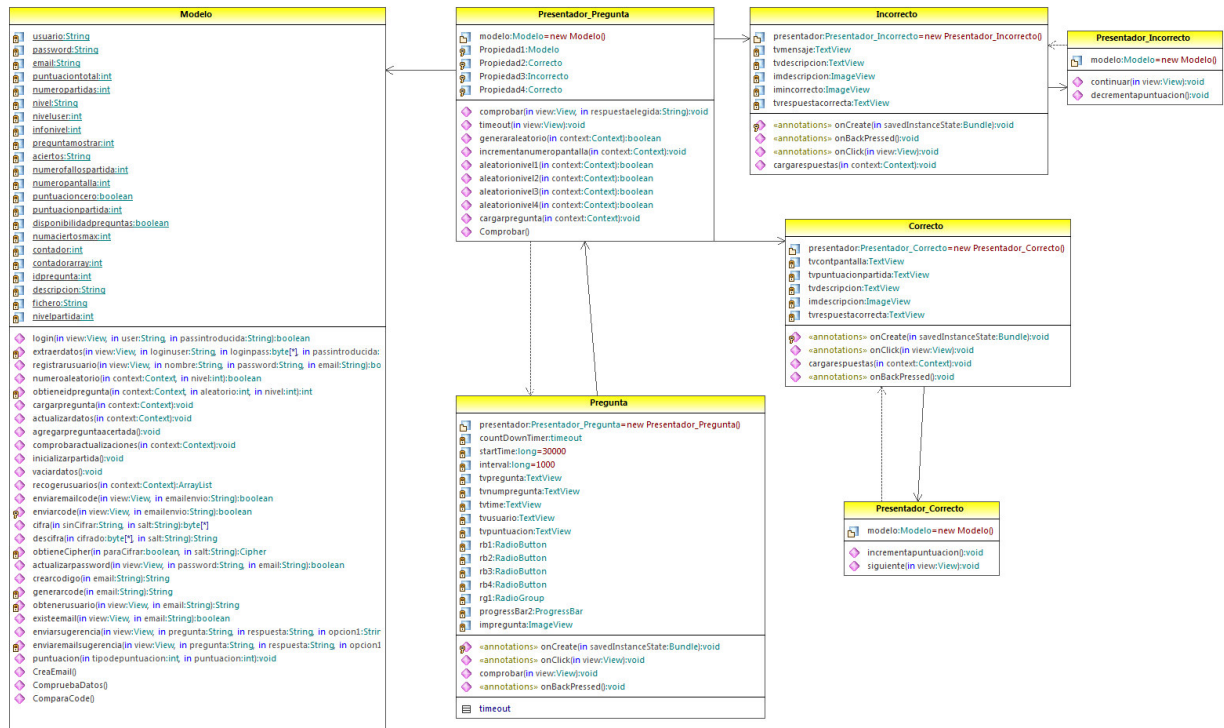 Modelo
usuario:String
password:String
email:String
puntuaciontotal:int
numeropartidas:int
nivel:String
niveluser:int
infonivel:int
preguntamostrar:int
aciertos:String
numerofallospartida:int
numeropantalla:int
puntuacioncero:boolean
puntuacionpartida:int
disponibilidadpreguntas:boolean
numaciertosmax:int
contador:int
contadorarray:int
idpregunta:int
descripcion:String
fichero:String
nivelpartida:int
login(in view:View, in user:String, in passintroducida:String):boolean
extraerdatos(in view:View, in loginuser:String, in loginpass:byte[*], in passintroducida:
registrarusuario(in view:View, in nombre:String, in password:String, in email:String):bo
numeroaleatorio(in context:Context, in nivel:int):boolean
obtieneidpregunta(in context:Context, in aleatorio:int, in nivel:int):int
cargarpregunta(in context:Context):void
actualizardatos(in context:Context):void
agregarpreguntaacertada():void
comprobaractualizaciones(in context:Context):void
inicializarpartida():void
vaciardatos():void
recogerusuarios(in context:Context):ArrayList
enviaremailcode(in view:View, in emailenvio:String):boolean
enviarcode(in view:View, in emailenvio:String):boolean
cifra(in sinCifrar:String, in salt:String):byte[*]
descifra(in cifrado:byte[*], in salt:String):String
obtieneCipher(in paraCifrar:boolean, in salt:String):Cipher
actualizarpassword(in view:View, in password:String, in email:String):boolean
crearcodigo(in email:String):String
generarcode(in email:String):String
obtenerusuario(in view:View, in email:String):String
existeemail(in view:View, in email:String):boolean
enviarsugerencia(in view:View, in pregunta:String, in respuesta:String, in opcion1:Strir
enviaremailsugerencia(in view:View, in pregunta:String, in respuesta:String, in opcion1
puntuacion(in tipodepuntuacion:int, in puntuacion:int):void
CreaEmail()
CompruebaDatos()
ComparaCode()
Presentador_Pregunta
modelo:Modelo=new Modelo()
Propiedad1:Modelo
Propiedad2:Correcto
Propiedad3:Incorrecto
Propiedad4:Correcto
comprobar(in view:View, in respuestaelegida:String):void
timeout(in view:View):void
generaraleatorio(in context:Context):boolean
incrementanumeropantalla(in context:Context):void
aleatorionivel1(in context:Context):boolean
aleatorionivel2(in context:Context):boolean
aleatorionivel3(in context:Context):boolean
aleatorionivel4(in context:Context):boolean
cargarpregunta(in context:Context):void
Comprobar()
Incorrecto
presentador:Presentador_Incorrecto=new Presentador_Incorrecto()
tvmensaje:TextView
tvdescripcion:TextView
imdescripcion:ImageView
imincorrecto:ImageView
tvrespuestacorrecta:TextView
«annotations» onCreate(in savedInstanceState:Bundle):void
«annotations» onBackPressed():void
«annotations» onClick(in view:View):void
cargarespuestas(in context:Context):void
Presentador_Incorrecto
modelo:Modelo=new Modelo()
continuar(in view:View):void
decrementapuntuacion():void
Correcto
presentador:Presentador_Correcto=new Presentador_Correcto()
tvcontpantalla:TextView
tvpuntuacionpartida:TextView
tvdescripcion:TextView
imdescripcion:ImageView
tvrespuestacorrecta:TextView
«annotations» onCreate(in savedInstanceState:Bundle):void
«annotations» onClick(in view:View):void
cargarespuestas(in context:Context):void
«annotations» onBackPressed():void
Pregunta
presentador:Presentador_Pregunta=new Presentador_Pregunta()
countDownTimer:timeout
startTime:long=30000
interval:long=1000
tvpregunta:TextView
tvnumpregunta:TextView
tvtime:TextView
tvusuario:TextView
tvpuntuacion:TextView
rb1:RadioButton
rb2:RadioButton
rb3:RadioButton
rb4:RadioButton
rg1:RadioGroup
progressBar2:ProgressBar
impregunta:ImageView
«annotations» onCreate(in savedInstanceState:Bundle):void
«annotations» onClick(in view:View):void
comprobar(in view:View):void
«annotations» onBackPressed():void
timeout
Presentador_Correcto
modelo:Modelo=new Modelo()
incrementapuntuacion():void
siguiente(in view:View):void